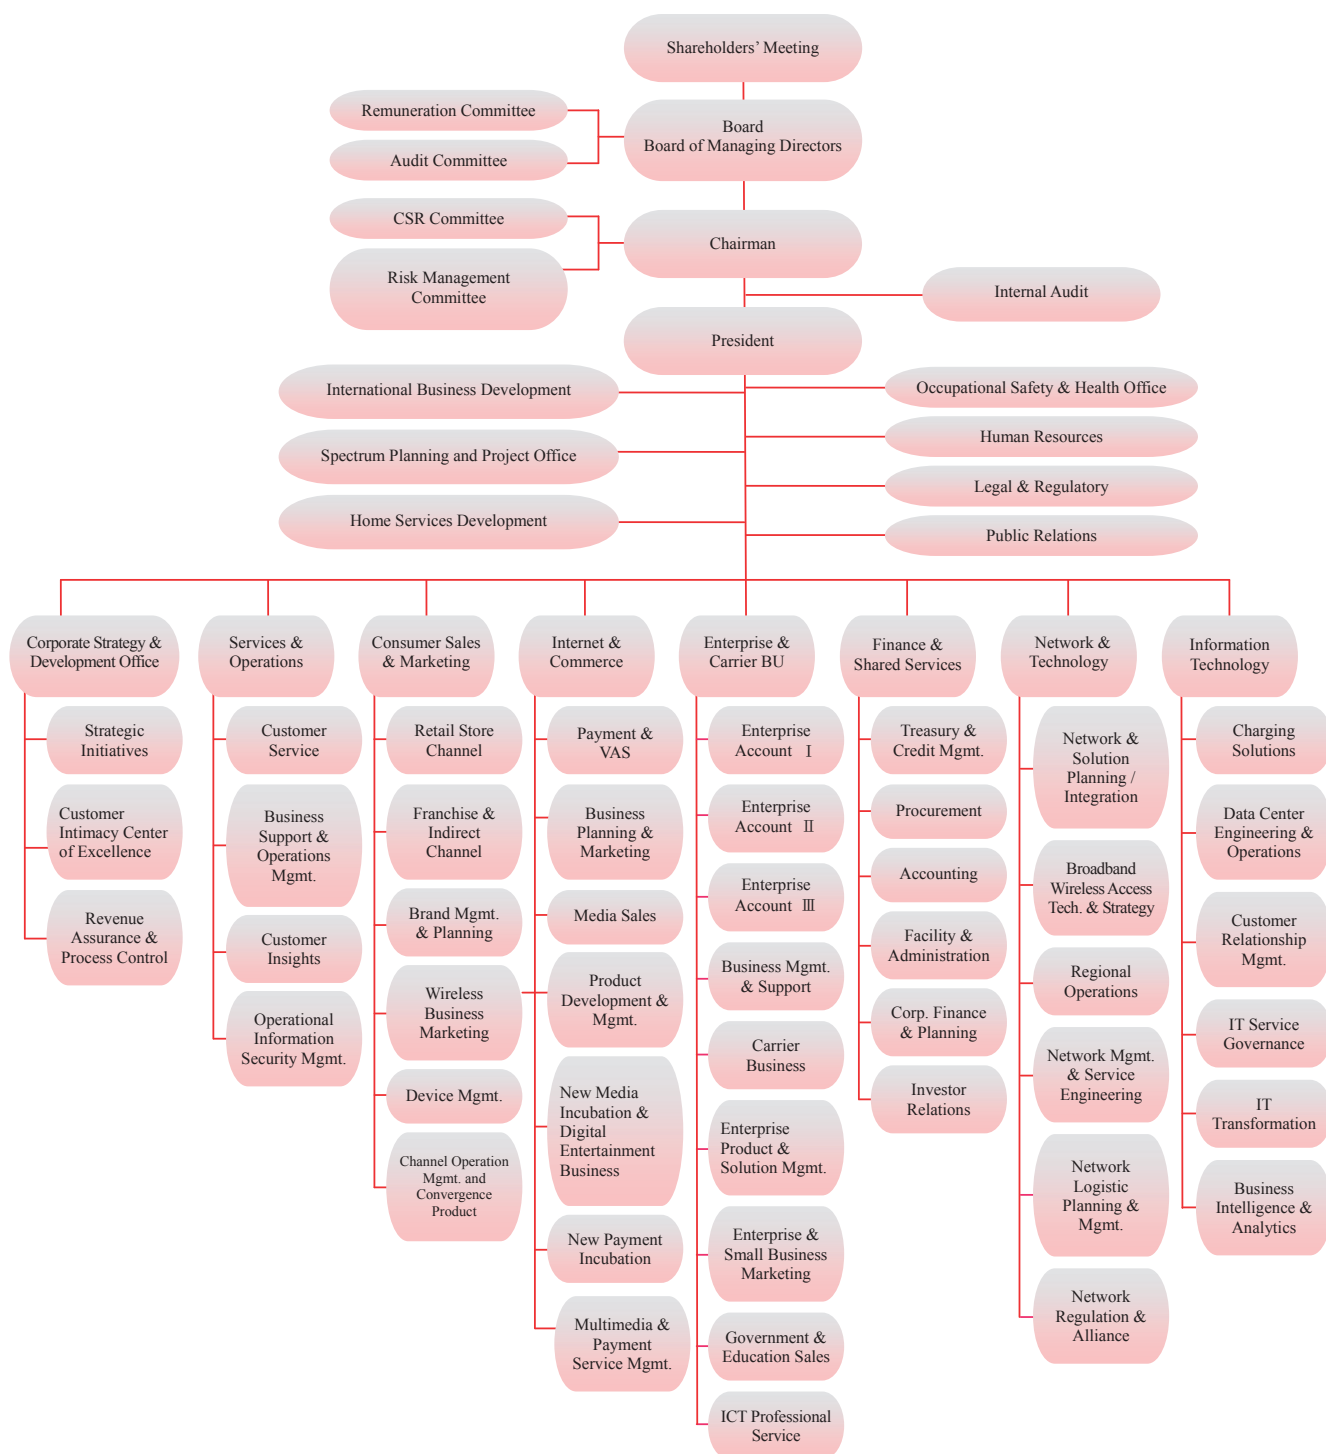 Shareholders’ Meeting
Remuneration Committee
Audit Committee
Board
Board of Managing Directors
CSR Committee
Risk Management
Committee
Chairman
Internal Audit
President
International Business Development
Spectrum Planning and Project Office
Home Services Development
Occupational Safety & Health Office
Human Resources
Legal & Regulatory
Public Relations
Corporate Strategy &
Development Office
Strategic
Initiatives
Customer
Intimacy Center
of Excellence
Revenue
Assurance &
Process Control
Services &
Operations
Customer
Service
Business
Support &
Operations
Mgmt.
Customer
Insights
Operational
Information
Security Mgmt.
Consumer Sales
& Marketing
Retail Store
Channel
Franchise &
Indirect
Channel
Brand Mgmt.
& Planning
Wireless
Business
Marketing
Device Mgmt.
Channel Operation
Mgmt. and
Convergence
Product
Internet &
Commerce
Payment &
VAS
Business
Planning &
Marketing
Media Sales
Product
Development &
Mgmt.
New Media
Incubation &
Digital
Entertainment
Business
New Payment
Incubation
Multimedia &
Payment
Service Mgmt.
Enterprise &
Carrier BU
Enterprise
Account Ⅰ
Enterprise
Account Ⅱ
Enterprise
Account Ⅲ
Business Mgmt.
& Support
Carrier
Business
Enterprise
Product &
Solution Mgmt.
Enterprise &
Small Business
Marketing
Government &
Education Sales
ICT Professional
Service
Finance &
Shared Services
Treasury &
Credit Mgmt.
Procurement
Accounting
Facility &
Administration
Corp. Finance
& Planning
Investor
Relations
Network &
Technology
Network &
Solution
Planning /
Integration
Broadband
Wireless Access
Tech. & Strategy
Regional
Operations
Network Mgmt.
& Service
Engineering
Network
Logistic
Planning &
Mgmt.
Network
Regulation &
Alliance
Information
Technology
Charging
Solutions
Data Center
Engineering &
Operations
Customer
Relationship
Mgmt.
IT Service
Governance
IT
Transformation
Business
Intelligence &
Analytics